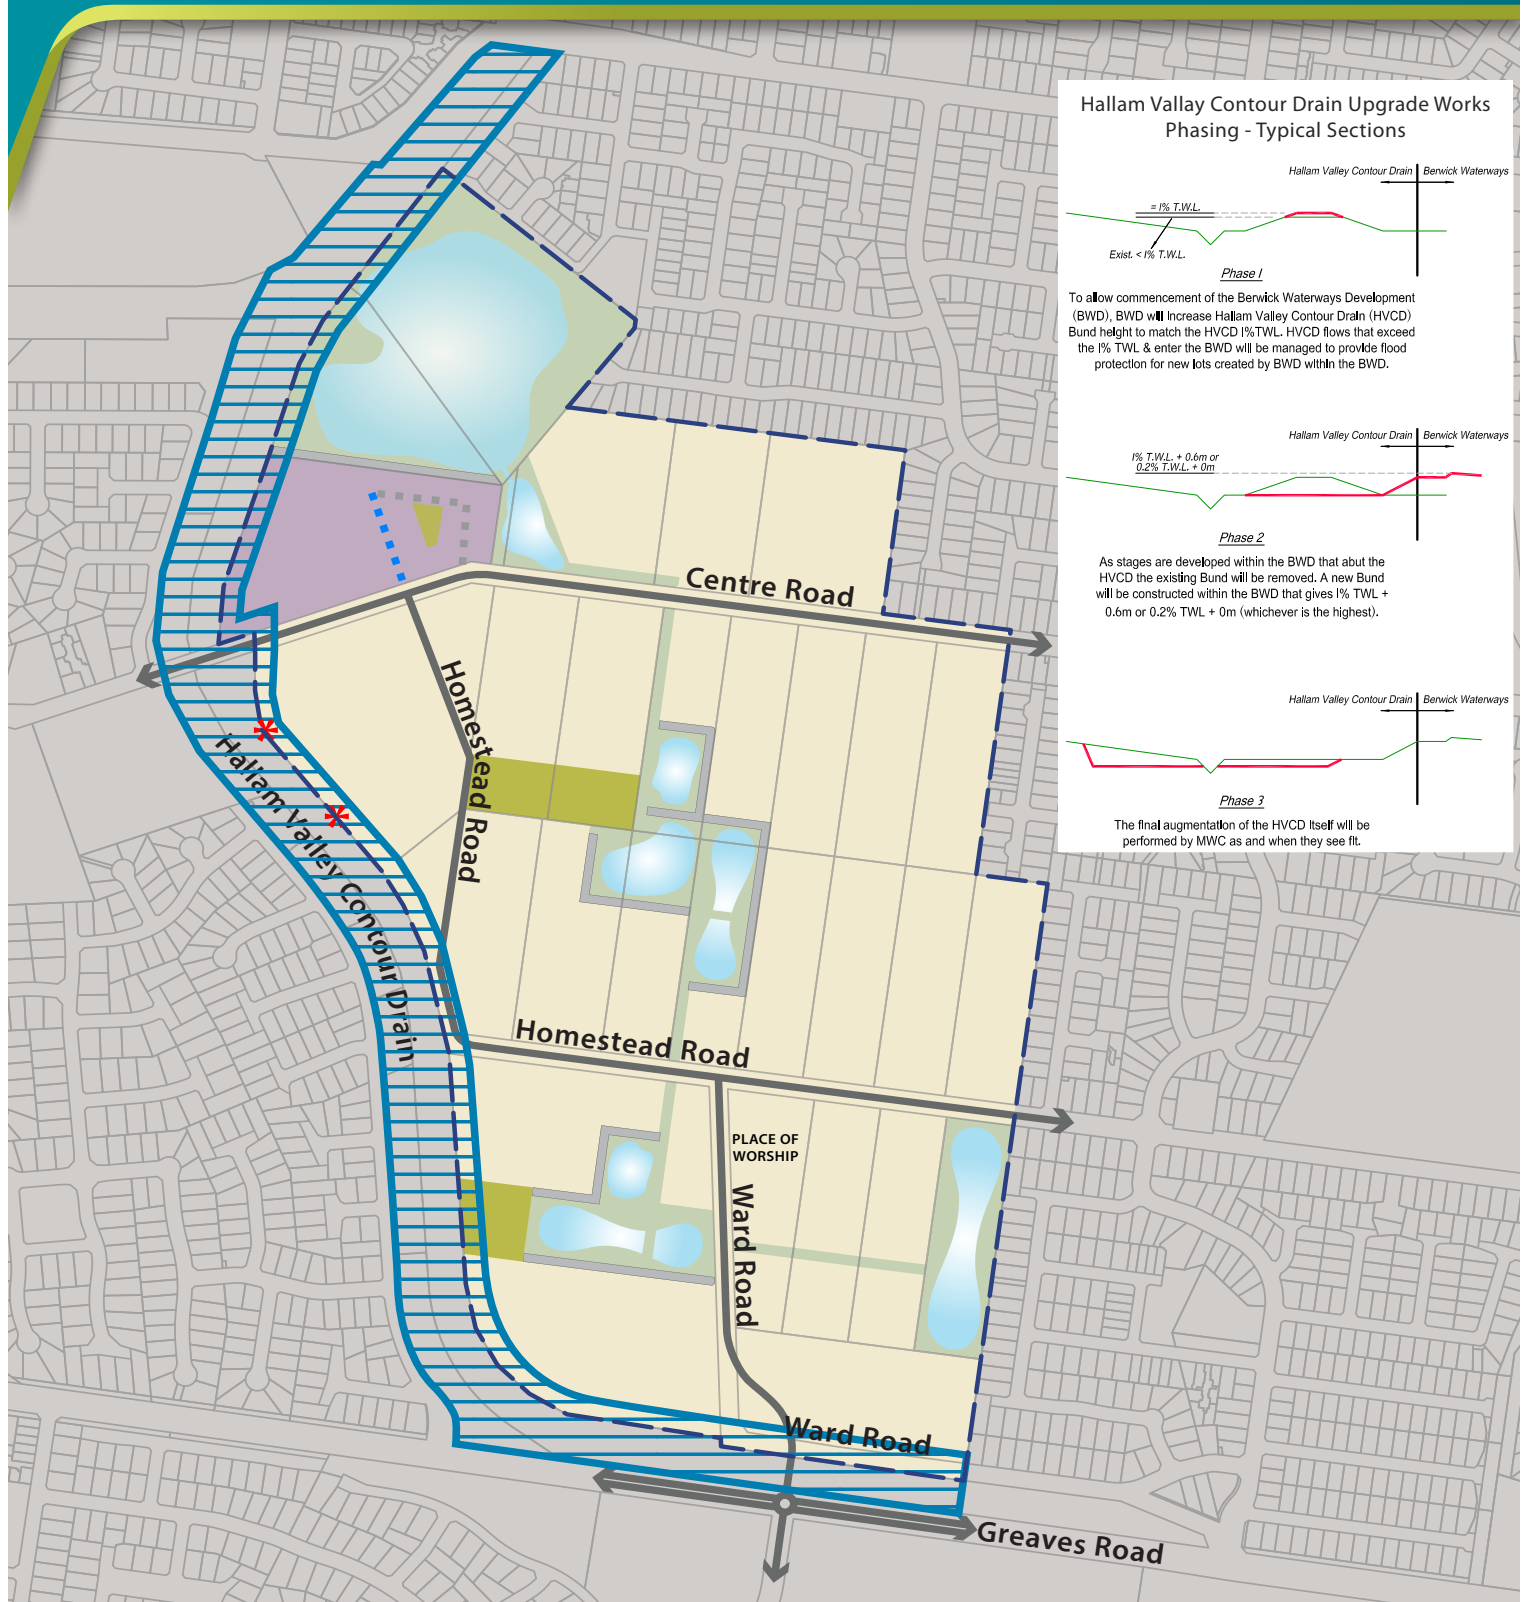 Hallam Vallay Contour Drain Upgrade Works
Phasing - Typical Sections
Hallam Valley Contour Drain
Berwick Waterways
= 1% T.W.L.
Exist. < 1% T.W.L.
Phase 1
To allow commencement of the Berwick Waterways Development
(BWD), BWD will increase Hallam Valley Contour Drain (HVCD)
Bund height to match the HVCD 1%TWL. HVCD flows that exceed
the 1% TWL & enter the BWD will be managed to provide flood
protection for new lots created by BWD within the BWD.
Hallam Valley Contour Drain
Berwick Waterways
1% T.W.L. + 0.6m or
0.2% T.W.L. + 0m
Phase 2
As stages are developed within the BWD that abut the
HVCD the existing Bund will be removed. A new Bund
will be constructed within the BWD that gives 1% TWL +
0.6m or 0.2% TWL + 0m (whichever is the highest).
Hallam Valley Contour Drain
Berwick Waterways
Phase 3
The final augmentation of the HVCD itself will be
performed by MWC as and when they see fit.
Centre Road
Homestead Road
Hallam Valley Contour Drain
Homestead Road
PLACE OF
WORSHIP
Ward Road
Ward Road
Greaves Road